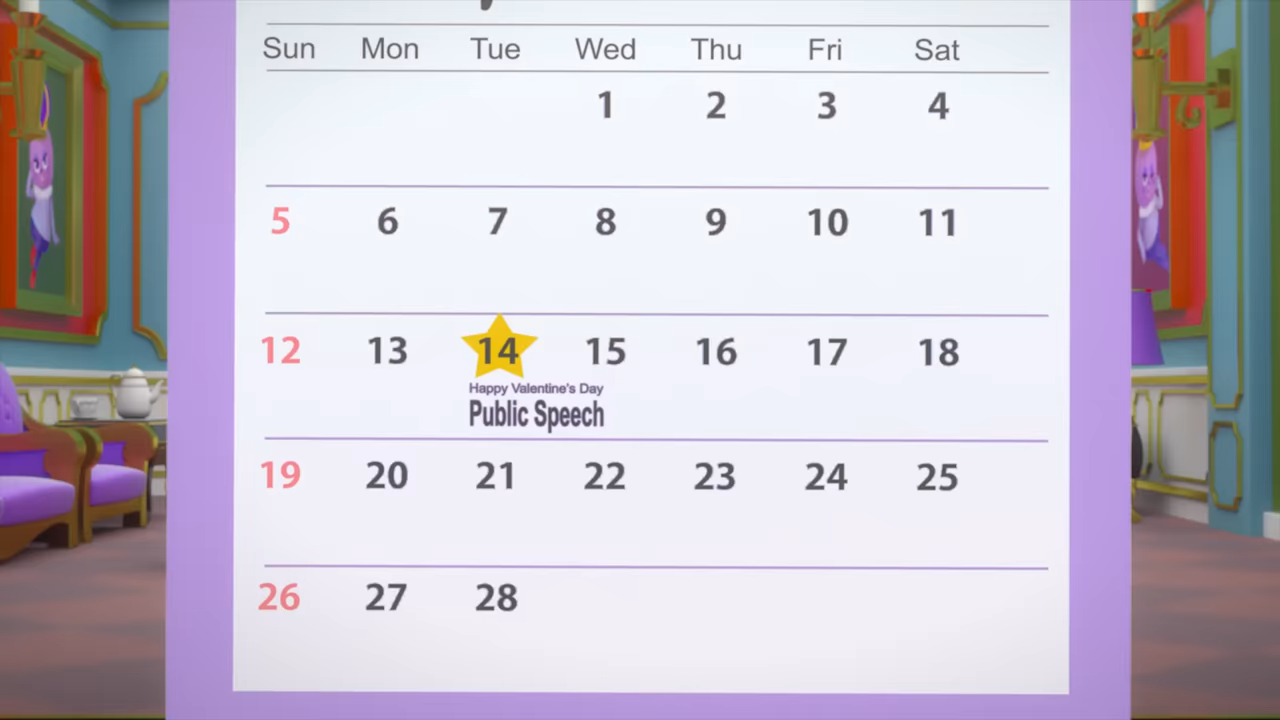 Sun Mon Tue Wed Thu Fri Sat
1 2 3 4
5 6 7 8 9 10 11
12 13 14 15 16 17 18
Happy Valentine's Day
Public Speech
19 20 21 22 23 24 25
26 27 28